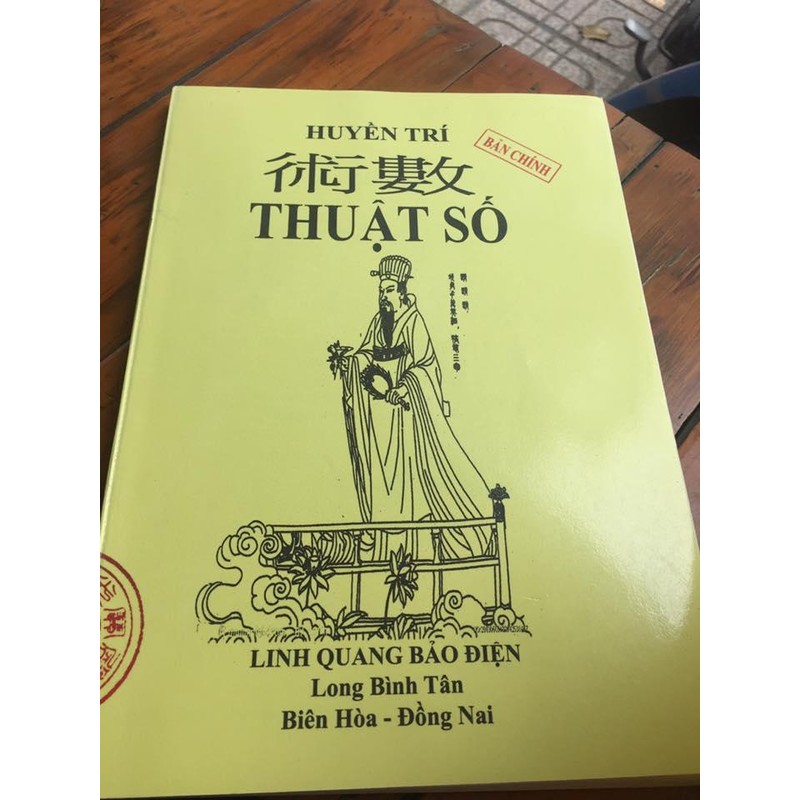 HUYỀN TRÍ
BẢN CHÍNH
術數
THUẬT SỐ
LINH QUANG BẢO ĐIỆN
Long Bình Tân
Biên Hòa - Đồng Nai